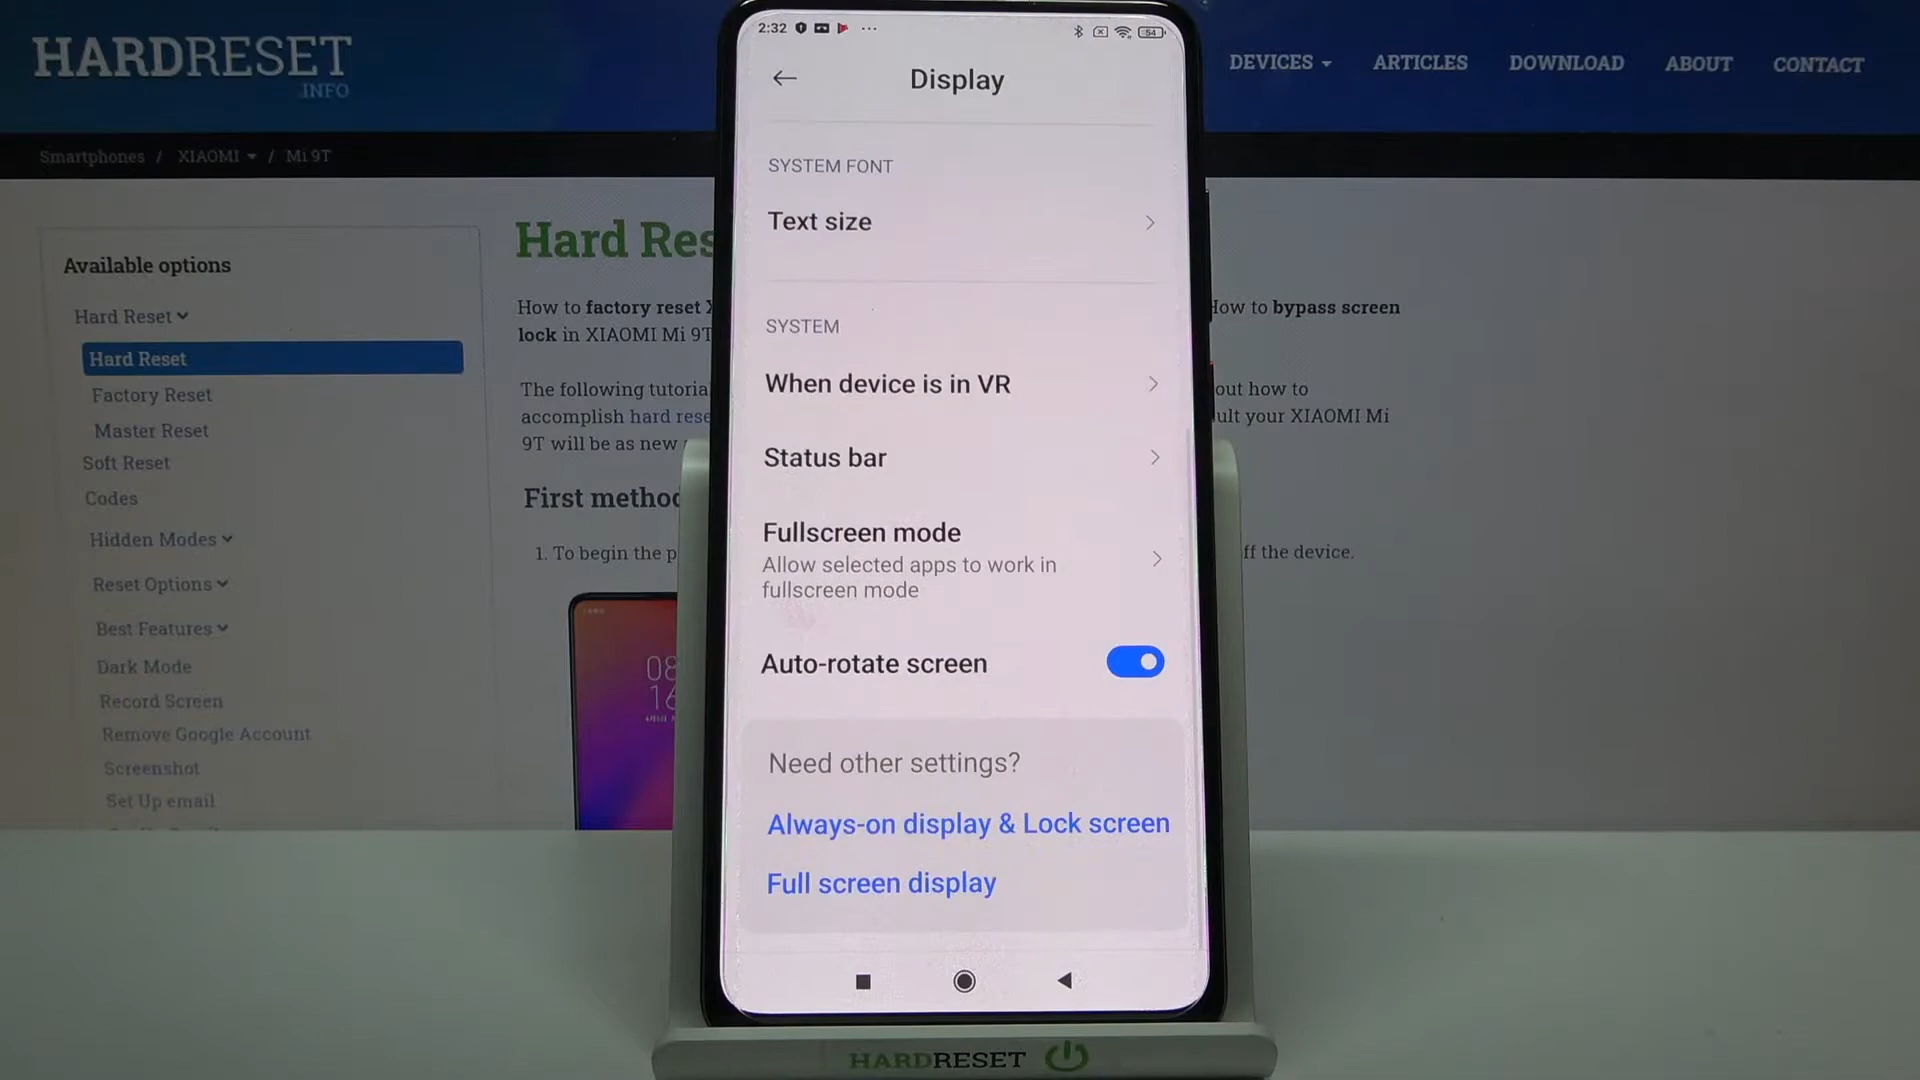 HARDRESET
.INFO
DEVICES
ARTICLES
DOWNLOAD
ABOUT
CONTACT
Smartphones / XIAOMI / Mi 9T
Available options
Hard Reset
Hard Reset
Factory Reset
Master Reset
Soft Reset
Codes
Hidden Modes
Reset Options
Best Features
Dark Mode
Record Screen
Remove Google Account
Screenshot
Set Up email
Hard Res
How to factory reset
How to bypass screen
lock in XIAOMI Mi 9T
The following tutorial
out how to
accomplish hard rese
ult your XIAOMI Mi
9T will be as new
First method
1. To begin the p
ff the device.
08
16
2:32
54
Display
SYSTEM FONT
Text size
SYSTEM
When device is in VR
Status bar
Fullscreen mode
Allow selected apps to work in
fullscreen mode
Auto-rotate screen
Need other settings?
Always-on display & Lock screen
Full screen display
HARDRESET